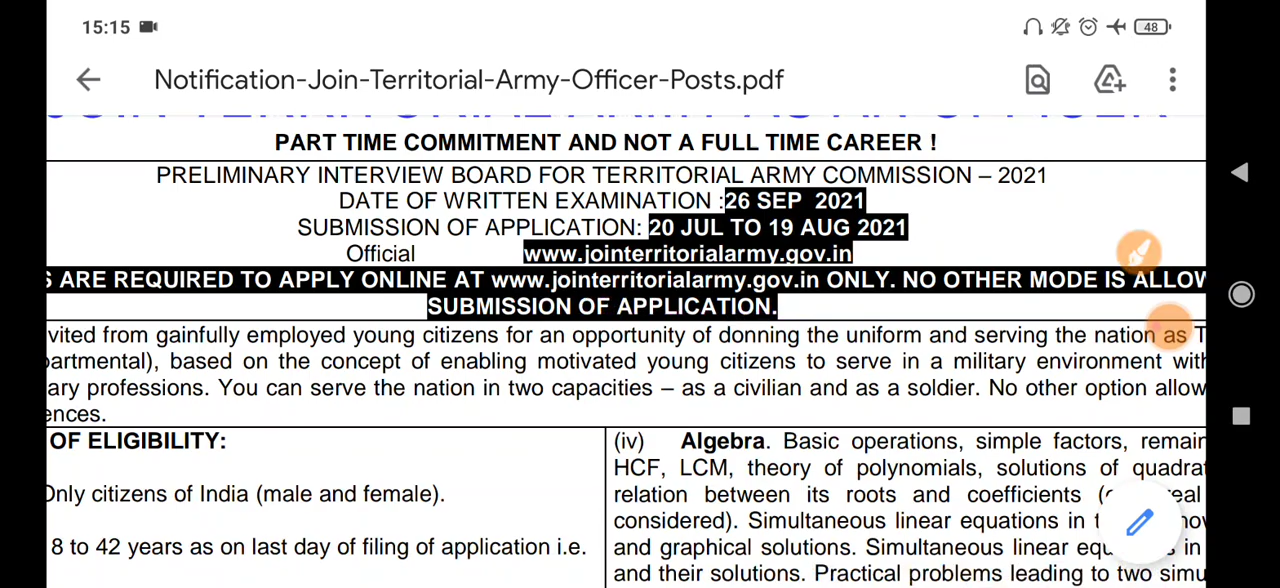 15:15
48
Notification-Join-Territorial-Army-Officer-Posts.pdf
PART TIME COMMITMENT AND NOT A FULL TIME CAREER !
PRELIMINARY INTERVIEW BOARD FOR TERRITORIAL ARMY COMMISSION – 2021
DATE OF WRITTEN EXAMINATION :26 SEP 2021
SUBMISSION OF APPLICATION: 20 JUL TO 19 AUG 2021
Official www.jointerritorialarmy.gov.in
S ARE REQUIRED TO APPLY ONLINE AT www.jointerritorialarmy.gov.in ONLY. NO OTHER MODE IS ALLOW
SUBMISSION OF APPLICATION.
vited from gainfully employed young citizens for an opportunity of donning the uniform and serving the nation as T
partmental), based on the concept of enabling motivated young citizens to serve in a military environment with
ary professions. You can serve the nation in two capacities – as a civilian and as a soldier. No other option allow
ences.
OF ELIGIBILITY:
Only citizens of India (male and female).
8 to 42 years as on last day of filing of application i.e.
(iv) Algebra. Basic operations, simple factors, remain
HCF, LCM, theory of polynomials, solutions of quadrat
relation between its roots and coefficients ( real
considered). Simultaneous linear equations in
and graphical solutions. Simultaneous linear equ in
and their solutions. Practical problems leading to two simu